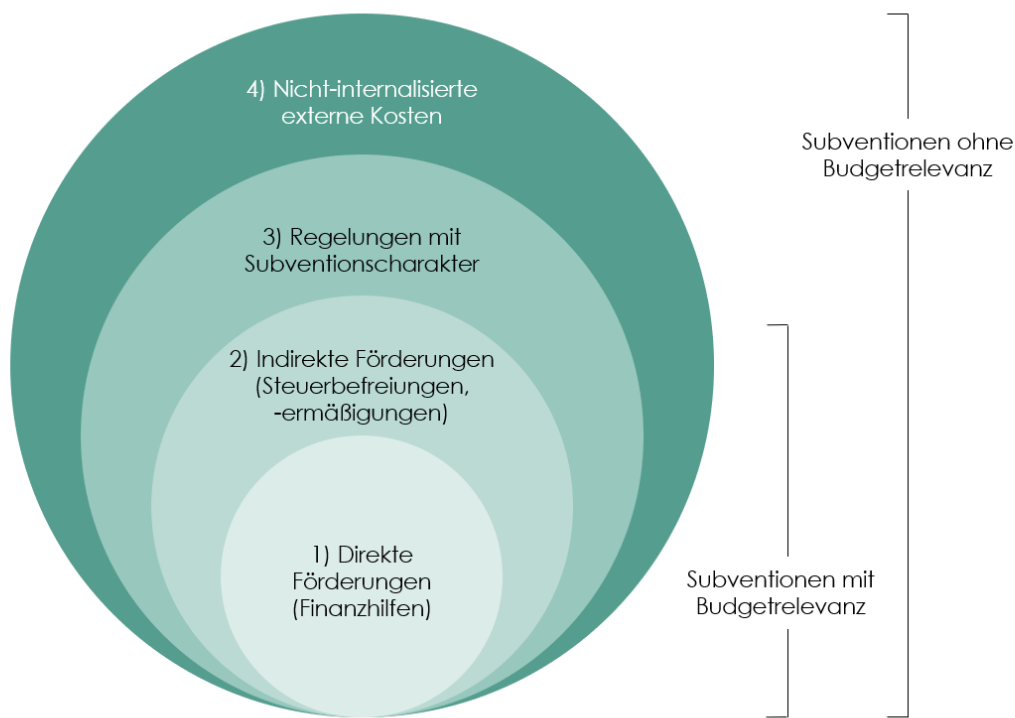 4) Nicht-internalisierte
externe Kosten
Subventionen ohne
Budgetrelevanz
3) Regelungen mit
Subventionscharakter
2) Indirekte Förderungen
(Steuerbefreiungen,
-ermäßigungen)
1) Direkte
Förderungen
(Finanzhilfen)
Subventionen mit
Budgetrelevanz